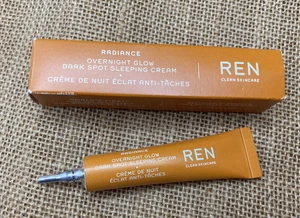 RADIANCE
OVERNIGHT GLOW
DARK SPOT SLEEPING CREAM
CRÈME DE NUIT ÉCLAT ANTI-TÂCHES
REN
CLEAN SKINCARE
RADIANCE
OVERNIGHT GLOW
DARK SPOT SLEEPING CREAM
CRÈME DE NUIT
ÉCLAT ANTI-TÂCHES
REN
CLEAN SKINCARE